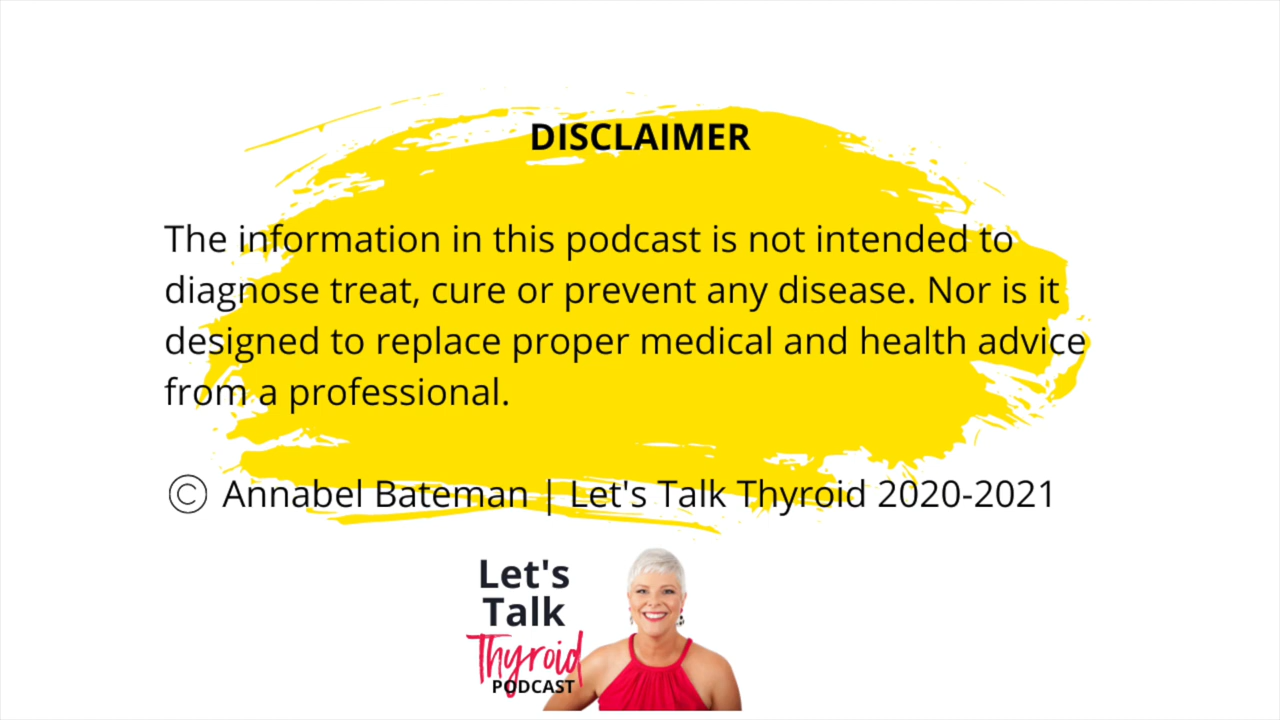 DISCLAIMER
The information in this podcast is not intended to
diagnose treat, cure or prevent any disease. Nor is it
designed to replace proper medical and health advice
from a professional.
© Annabel Bateman | Let's Talk Thyroid 2020-2021
Let's
Talk
Thyroid
PODCAST